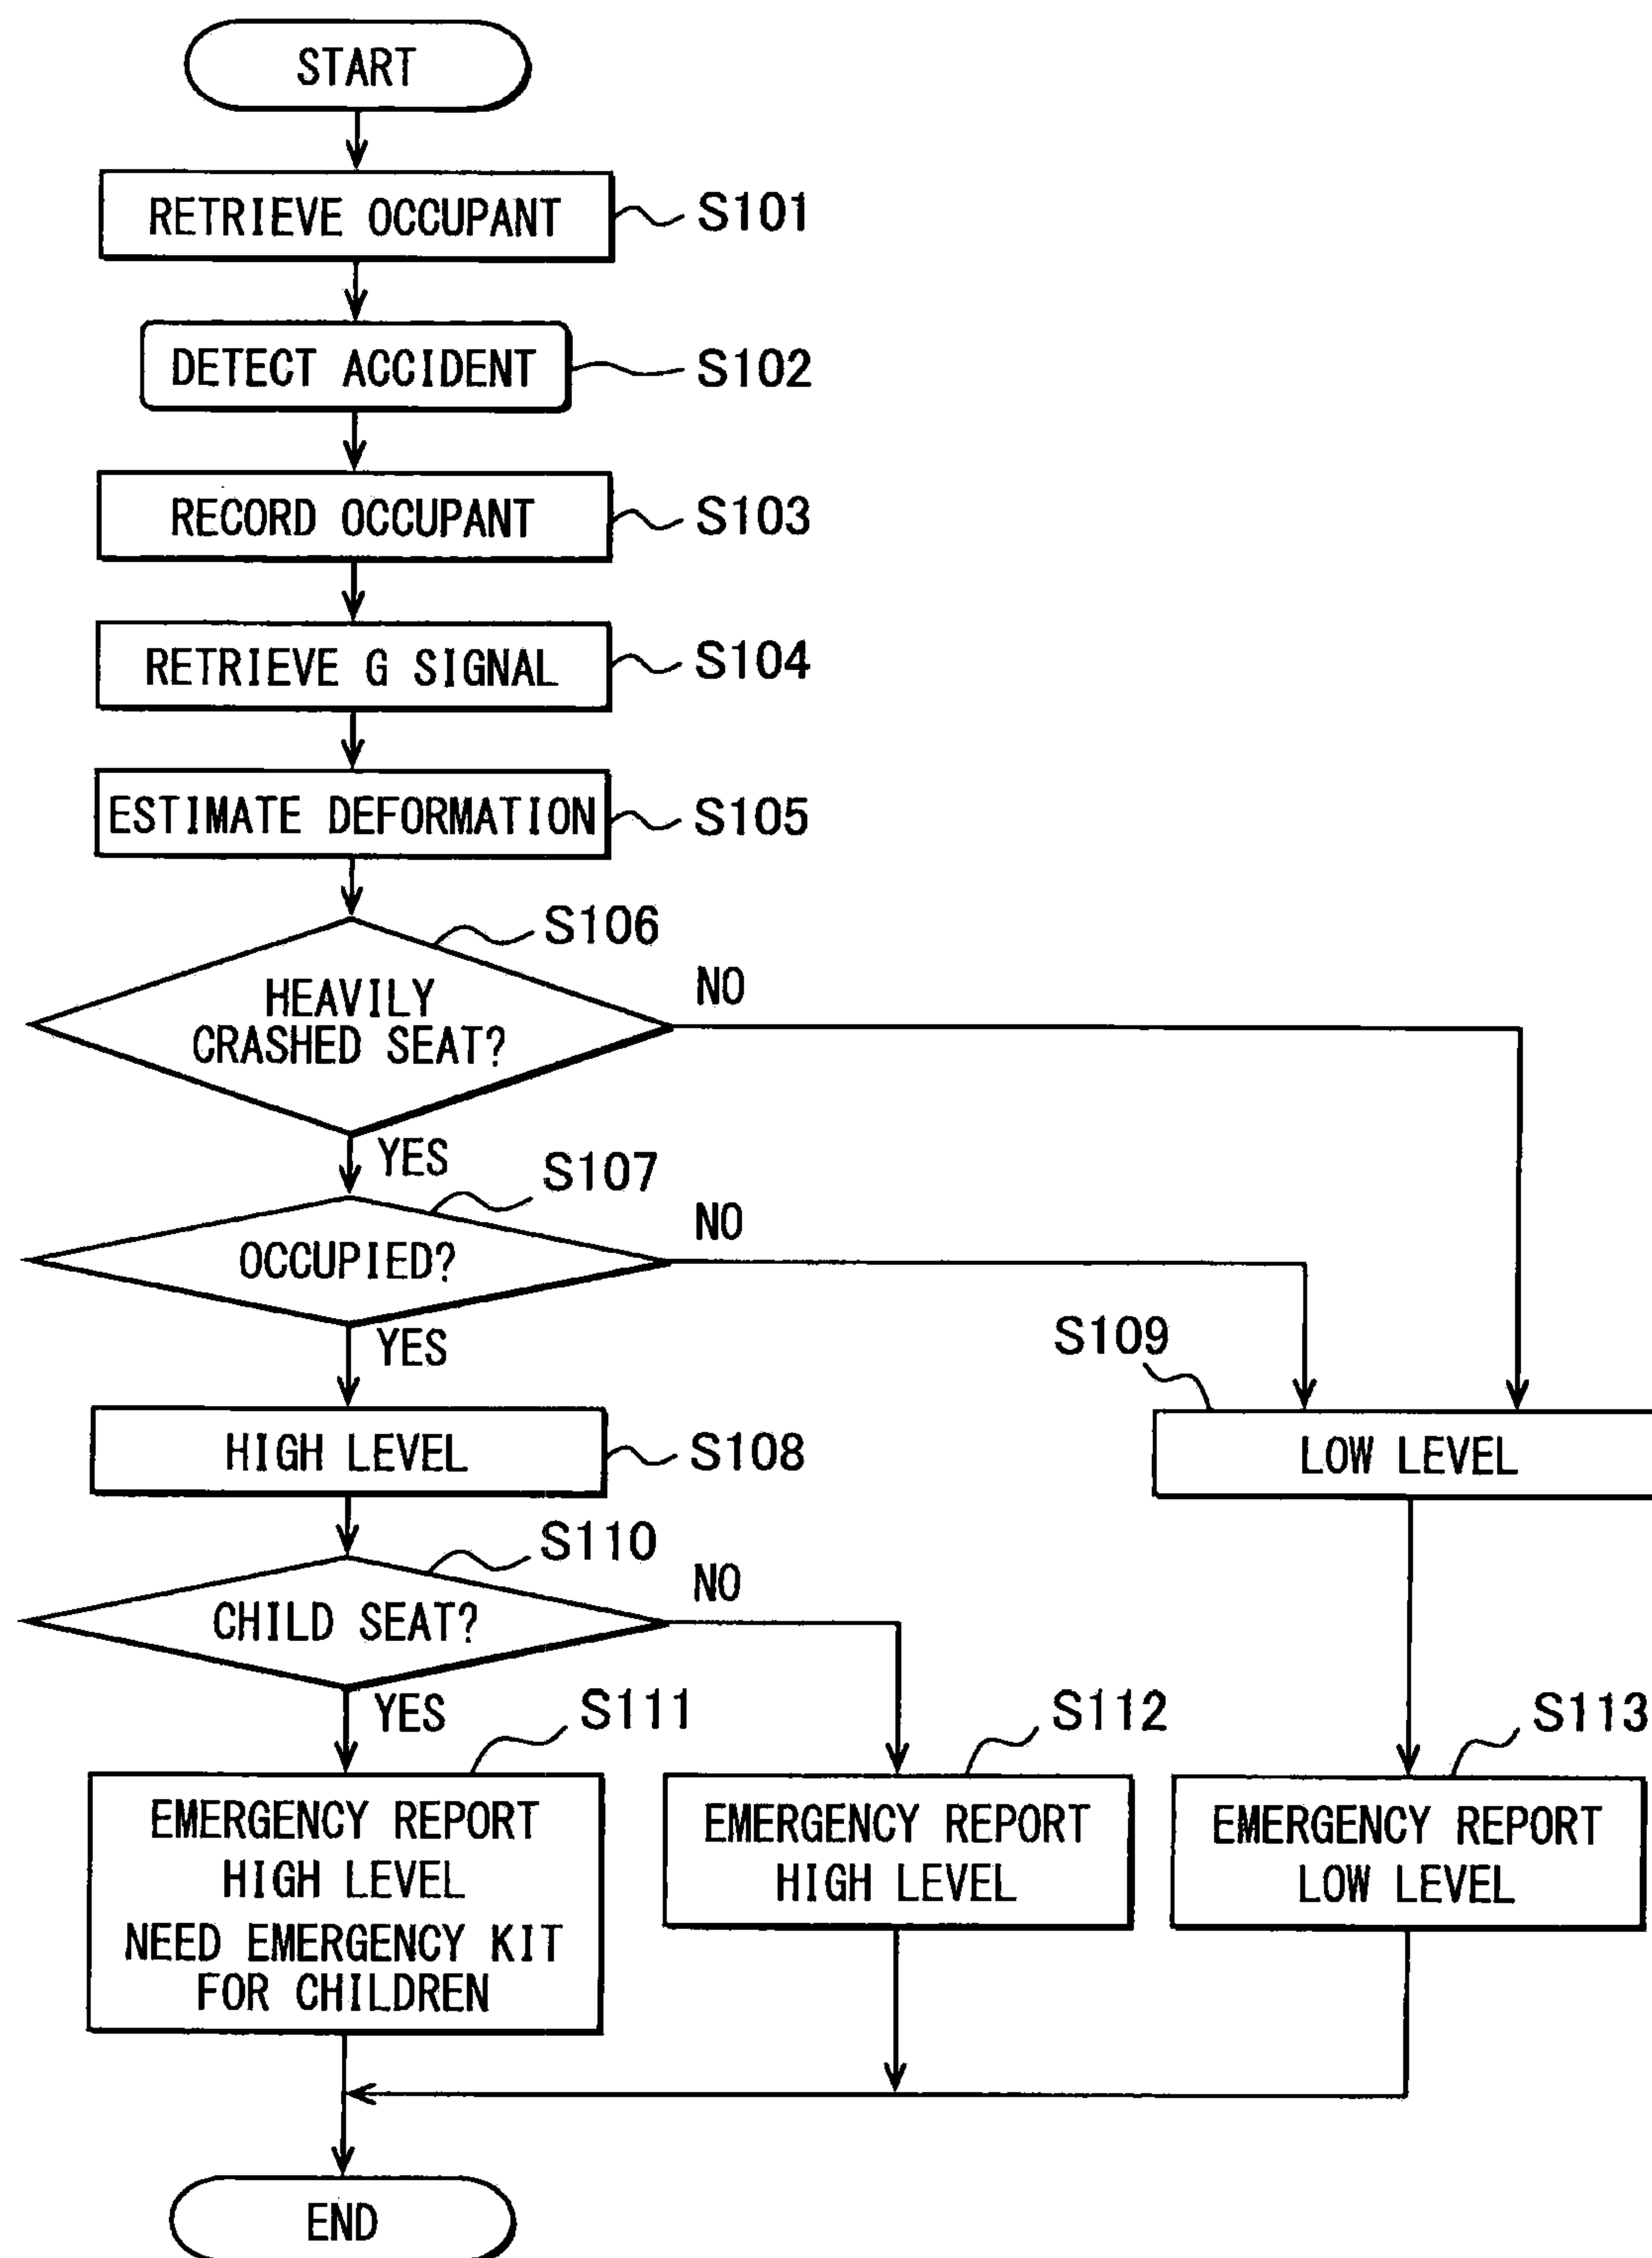 START
RETRIEVE OCCUPANT
S101
DETECT ACCIDENT
S102
RECORD OCCUPANT
S103
RETRIEVE G SIGNAL
S104
ESTIMATE DEFORMATION
S105
S106
HEAVILY
CRASHED SEAT?
NO
YES
S107
OCCUPIED?
NO
YES
HIGH LEVEL
S108
S109
LOW LEVEL
S110
CHILD SEAT?
NO
YES
S111
EMERGENCY REPORT
HIGH LEVEL
NEED EMERGENCY KIT
FOR CHILDREN
S112
EMERGENCY REPORT
HIGH LEVEL
S113
EMERGENCY REPORT
LOW LEVEL
END